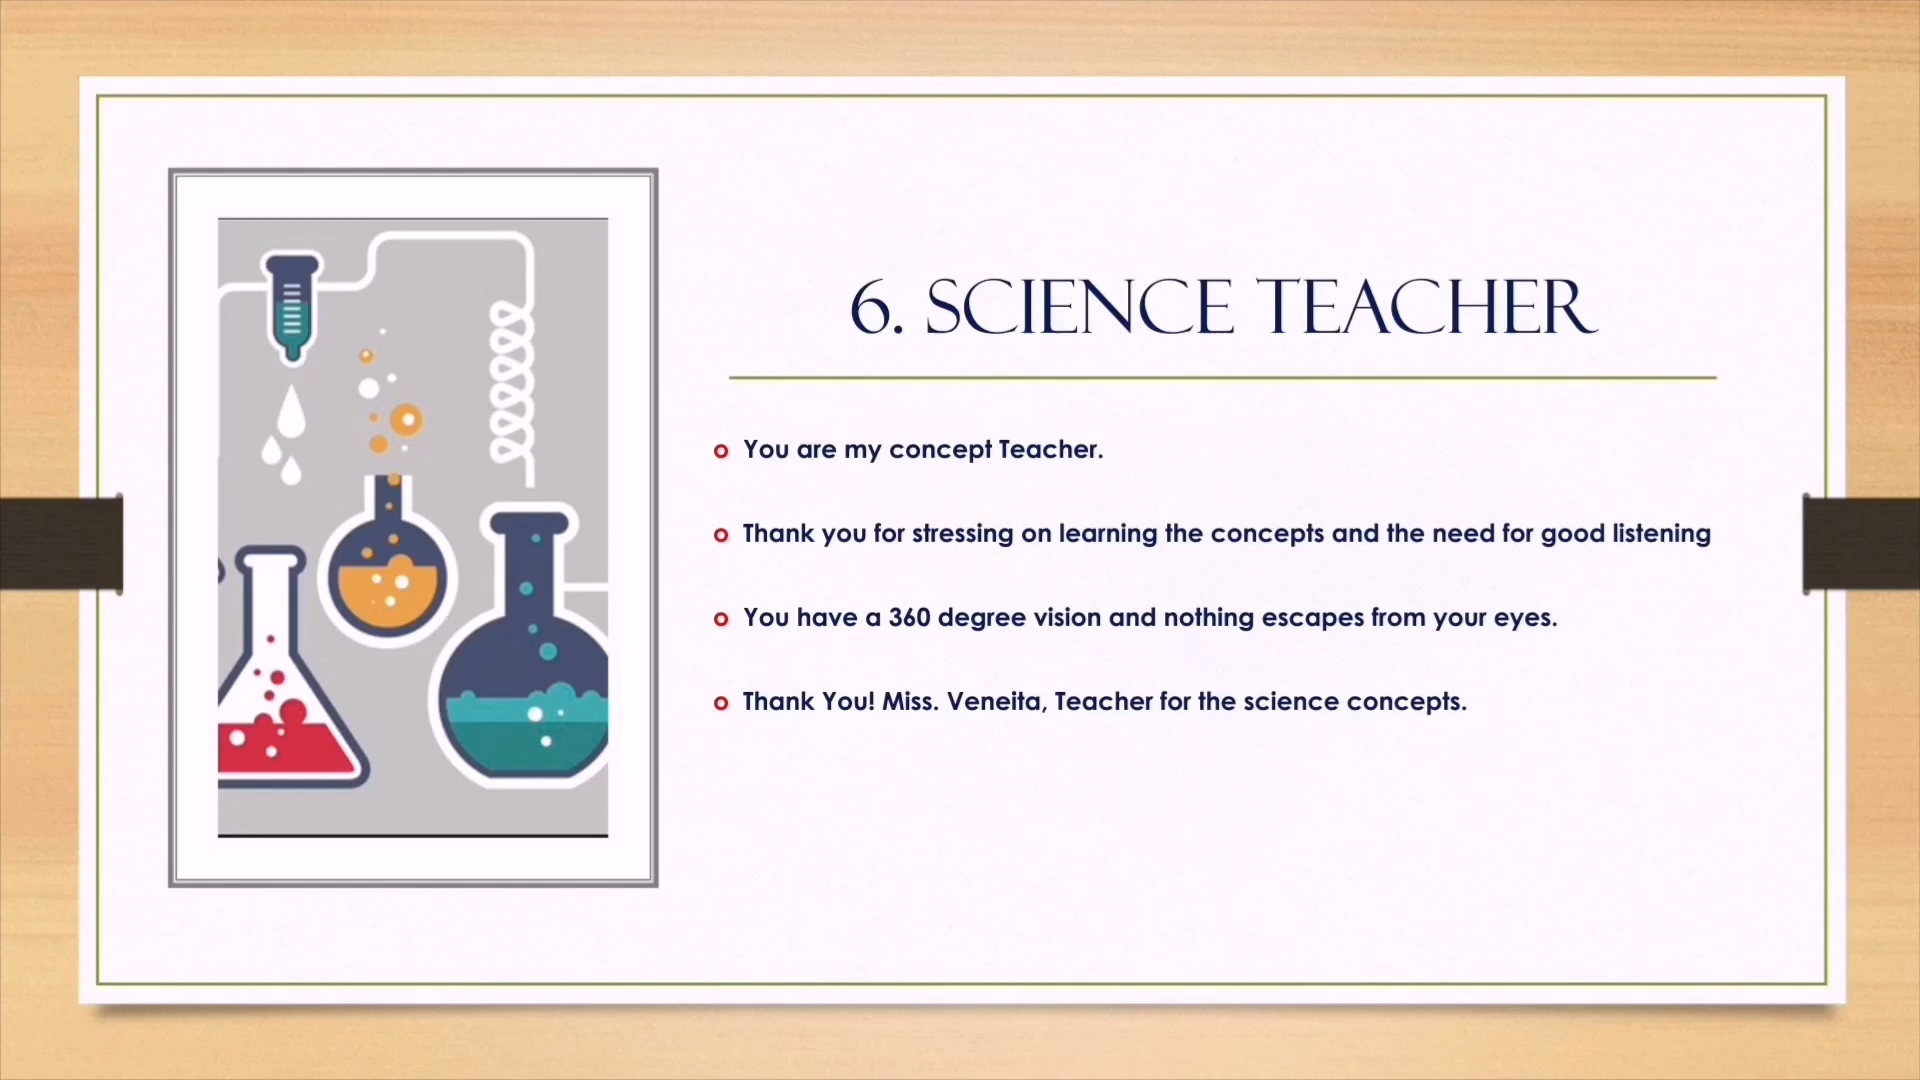 6. SCIENCE TEACHER
o You are my concept Teacher.
o Thank you for stressing on learning the concepts and the need for good listening
o You have a 360 degree vision and nothing escapes from your eyes.
o Thank You! Miss. Veneita, Teacher for the science concepts.